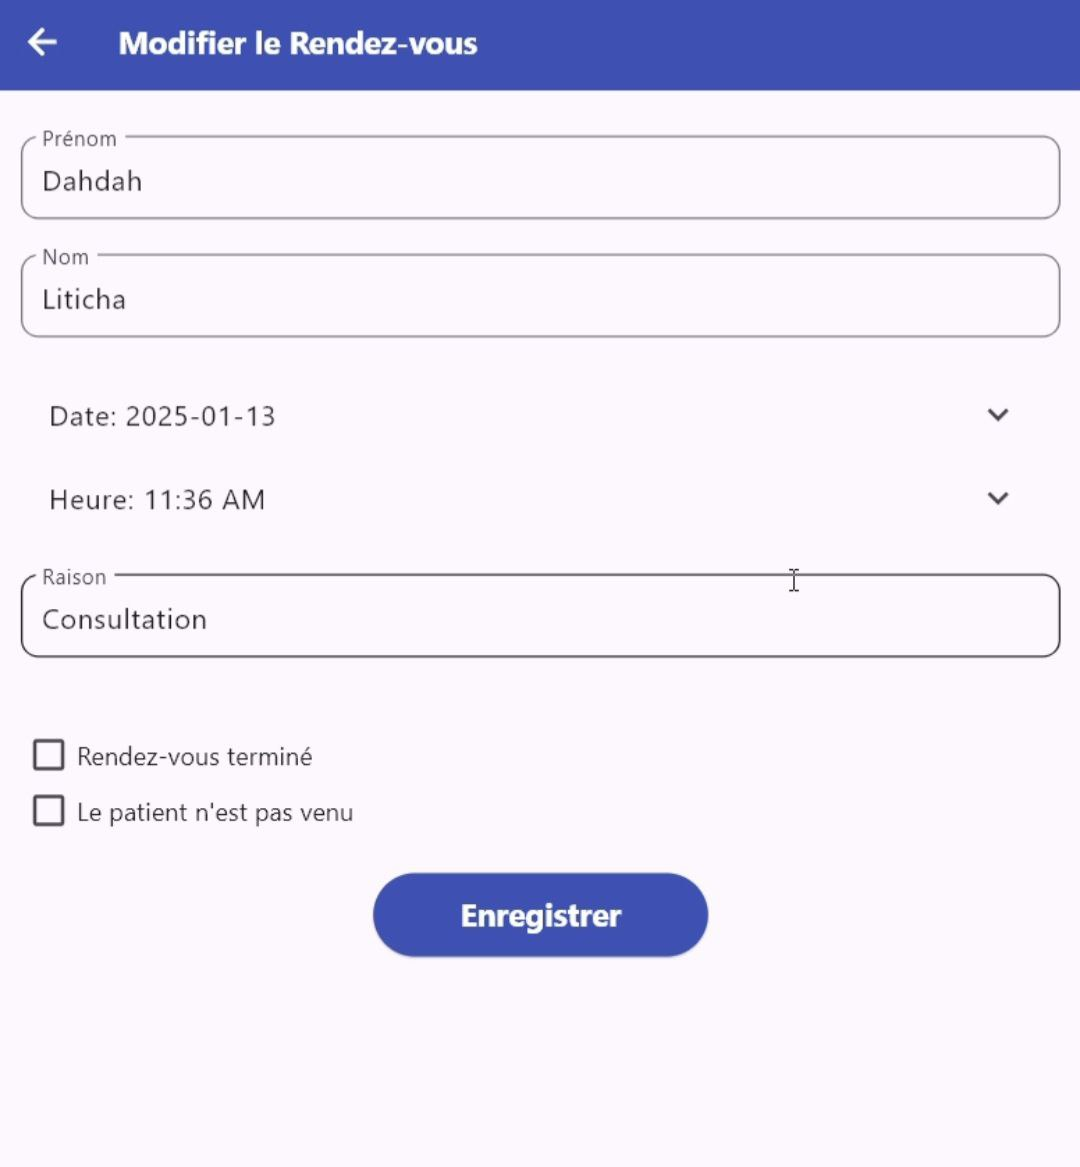 Modifier le Rendez-vous
Prénom
Dahdah
Nom
Liticha
Date: 2025-01-13
Heure: 11:36 AM
Raison
Consultation
Rendez-vous terminé
Le patient n'est pas venu
Enregistrer